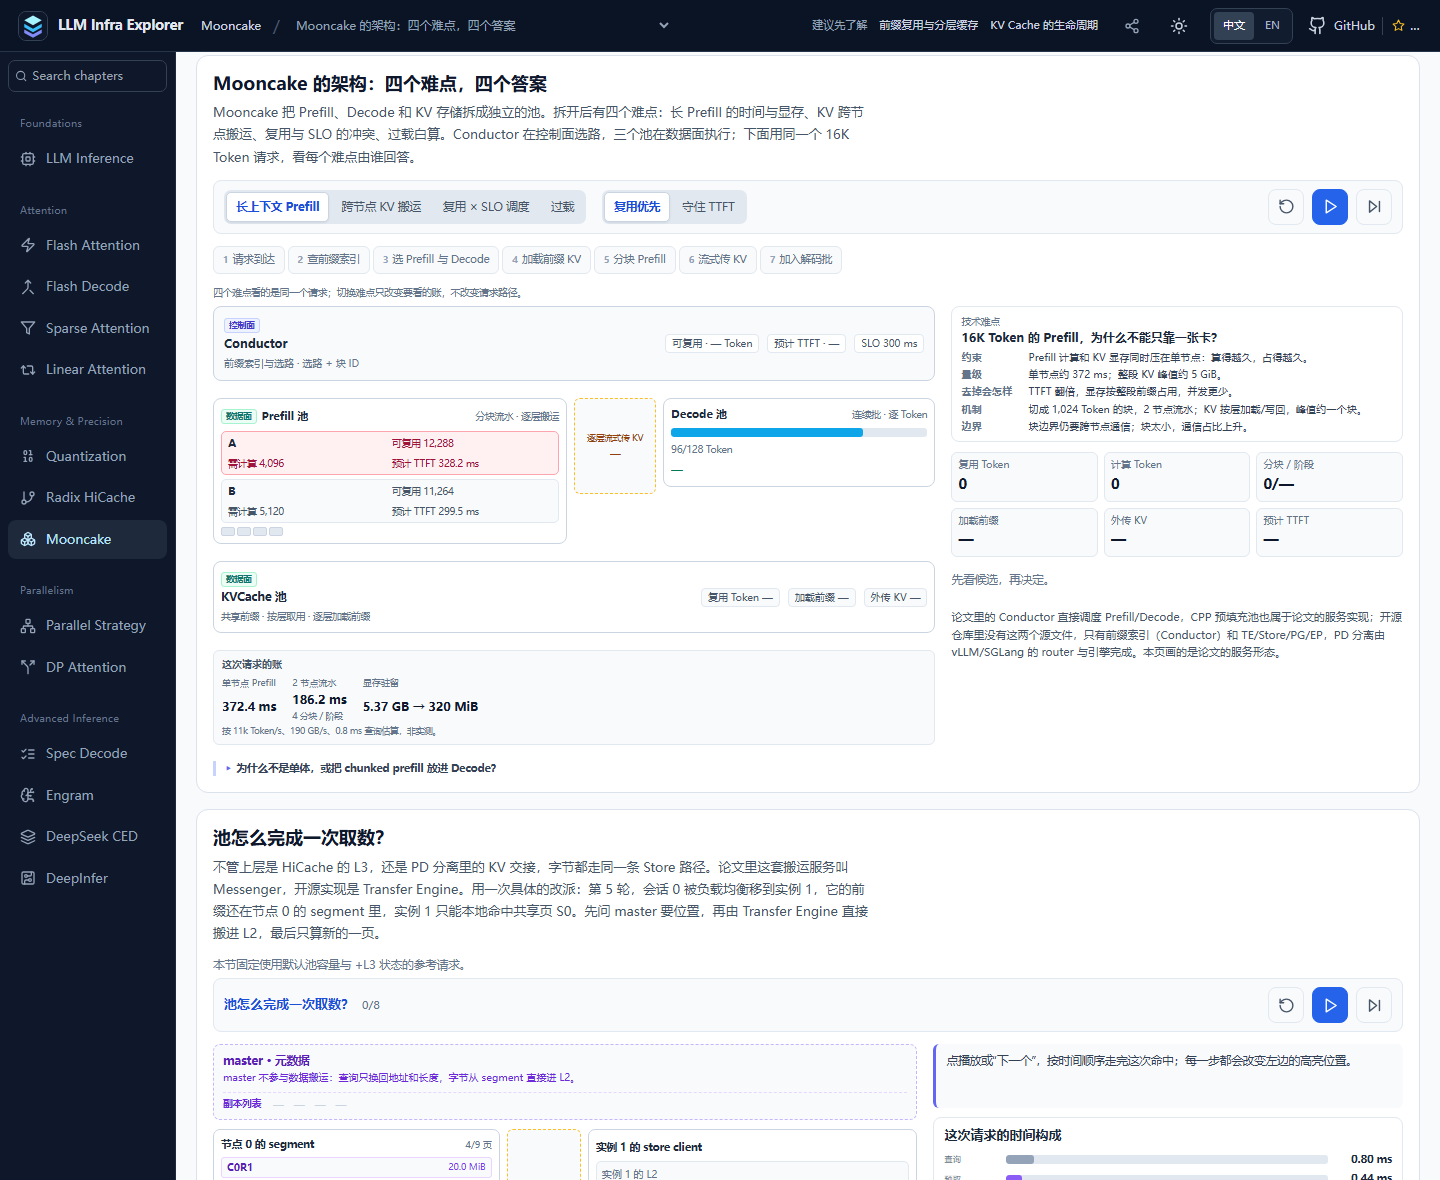 LLM Infra Explorer
Mooncake / Mooncake 的架构：四个难点，四个答案
建议先了解 前缀复用与分层缓存 KV Cache 的生命周期
中文 EN GitHub ...
Search chapters
Foundations
LLM Inference
Attention
Flash Attention
Flash Decode
Sparse Attention
Linear Attention
Memory & Precision
Quantization
Radix HiCache
Mooncake
Parallelism
Parallel Strategy
DP Attention
Advanced Inference
Spec Decode
Engram
DeepSeek CED
DeepInfer
Mooncake 的架构：四个难点，四个答案
Mooncake 把 Prefill、Decode 和 KV 存储拆成独立的池。拆开后有四个难点：长 Prefill 的时间与显存、KV 跨节
点搬运、复用与 SLO 的冲突、过载白算。Conductor 在控制面选路，三个池在数据面执行；下面用同一个 16K
Token 请求，看每个难点由谁回答。
长上下文 Prefill 跨节点 KV 搬运 复用 × SLO 调度 过载
复用优先 守住 TTFT
1 请求到达 2 查前缀索引 3 选 Prefill 与 Decode 4 加载前缀 KV 5 分块 Prefill 6 流式传 KV 7 加入解码批
四个难点看的是同一个请求；切换难点只改变要看的账，不改变请求路径。
控制面
Conductor
前缀索引与选路 · 选路 + 块 ID
可复用 · — Token 预计 TTFT · — SLO 300 ms
数据面 Prefill 池 分块流水 · 逐层搬运
A 可复用 12,288
需计算 4,096 预计 TTFT 328.2 ms
B 可复用 11,264
需计算 5,120 预计 TTFT 299.5 ms
逐层流式传 KV
—
Decode 池 连续批 · 逐 Token
96/128 Token
—
数据面
KVCache 池
共享前缀 · 按层取用 · 逐层加载前缀
复用 Token — 加载前缀 — 外传 KV —
这次请求的账
单节点 Prefill 2 节点流水 显存驻留
372.4 ms 186.2 ms 5.37 GB → 320 MiB
4 分块 / 阶段
按 11k Token/s、190 GB/s、0.8 ms 查询估算，非实测。
为什么不是单体，或把 chunked prefill 放进 Decode?
技术难点
16K Token 的 Prefill，为什么不能只靠一张卡?
约束 Prefill 计算和 KV 显存同时压在单节点：算得越久，占得越久。
量级 单节点约 372 ms；整段 KV 峰值约 5 GiB。
去掉会怎样 TTFT 翻倍，显存按整段前缀占用，并发更少。
机制 切成 1,024 Token 的块，2 节点流水；KV 按层加载/写回，峰值约一个块。
边界 块边界仍要跨节点通信；块太小，通信占比上升。
复用 Token 计算 Token 分块 / 阶段
0 0 0/—
加载前缀 外传 KV 预计 TTFT
— — —
先看候选，再决定。
论文里的 Conductor 直接调度 Prefill/Decode，CPP 预填充池也属于论文的服务实现；开源
仓库里没有这两个源文件，只有前缀索引（Conductor）和 TE/Store/PG/EP，PD 分离由
vLLM/SGLang 的 router 与引擎完成。本页画的是论文的服务形态。
池怎么完成一次取数?
不管上层是 HiCache 的 L3，还是 PD 分离里的 KV 交接，字节都走同一条 Store 路径。论文里这套搬运服务叫
Messenger，开源实现是 Transfer Engine。用一次具体的改派：第 5 轮，会话 0 被负载均衡移到实例 1，它的前
缀还在节点 0 的 segment 里，实例 1 只能本地命中共享页 S0。先问 master 要位置，再由 Transfer Engine 直接
搬进 L2，最后只算新的一页。
本节固定使用默认池容量与 +L3 状态的参考请求。
池怎么完成一次取数? 0/8
master · 元数据
master 不参与数据搬运：查询只换回地址和长度，字节从 segment 直接进 L2。
副本列表 — — — —
节点 0 的 segment 4/9 页
C0R1 20.0 MiB
实例 1 的 store client
实例 1 的 L2
点播放或“下一个”，按时间顺序走完这次命中；每一步都会改变左边的高亮位置。
这次请求的时间构成
查询 0.80 ms
0.44 ms